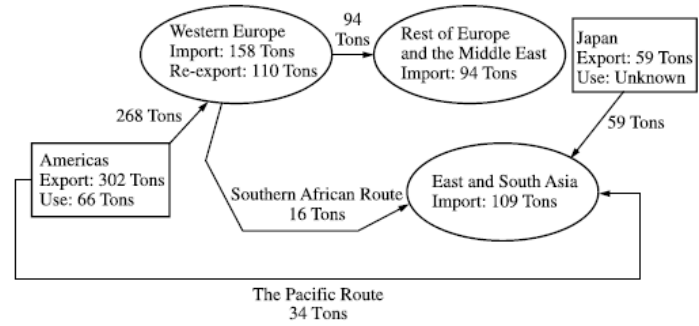 Western Europe
Import: 158 Tons
Re-export: 110 Tons
94
Tons
Rest of Europe
and the Middle East
Import: 94 Tons
Japan
Export: 59 Tons
Use: Unknown
268 Tons
59 Tons
Americas
Export: 302 Tons
Use: 66 Tons
Southern African Route
16 Tons
East and South Asia
Import: 109 Tons
The Pacific Route
34 Tons